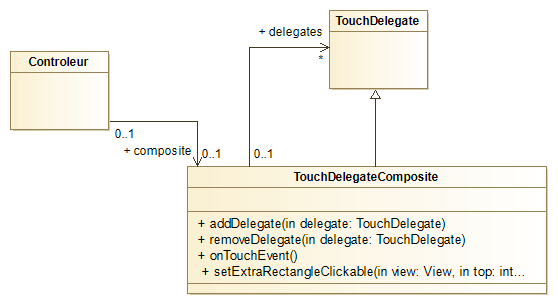 TouchDelegate
+ delegates
*
Controleur
0..1
+ composite
0..1
0..1
TouchDelegateComposite
+ addDelegate(in delegate: TouchDelegate)
+ removeDelegate(in delegate: TouchDelegate)
+ onTouchEvent()
+ setExtraRectangleClickable(in view: View, in top: int...